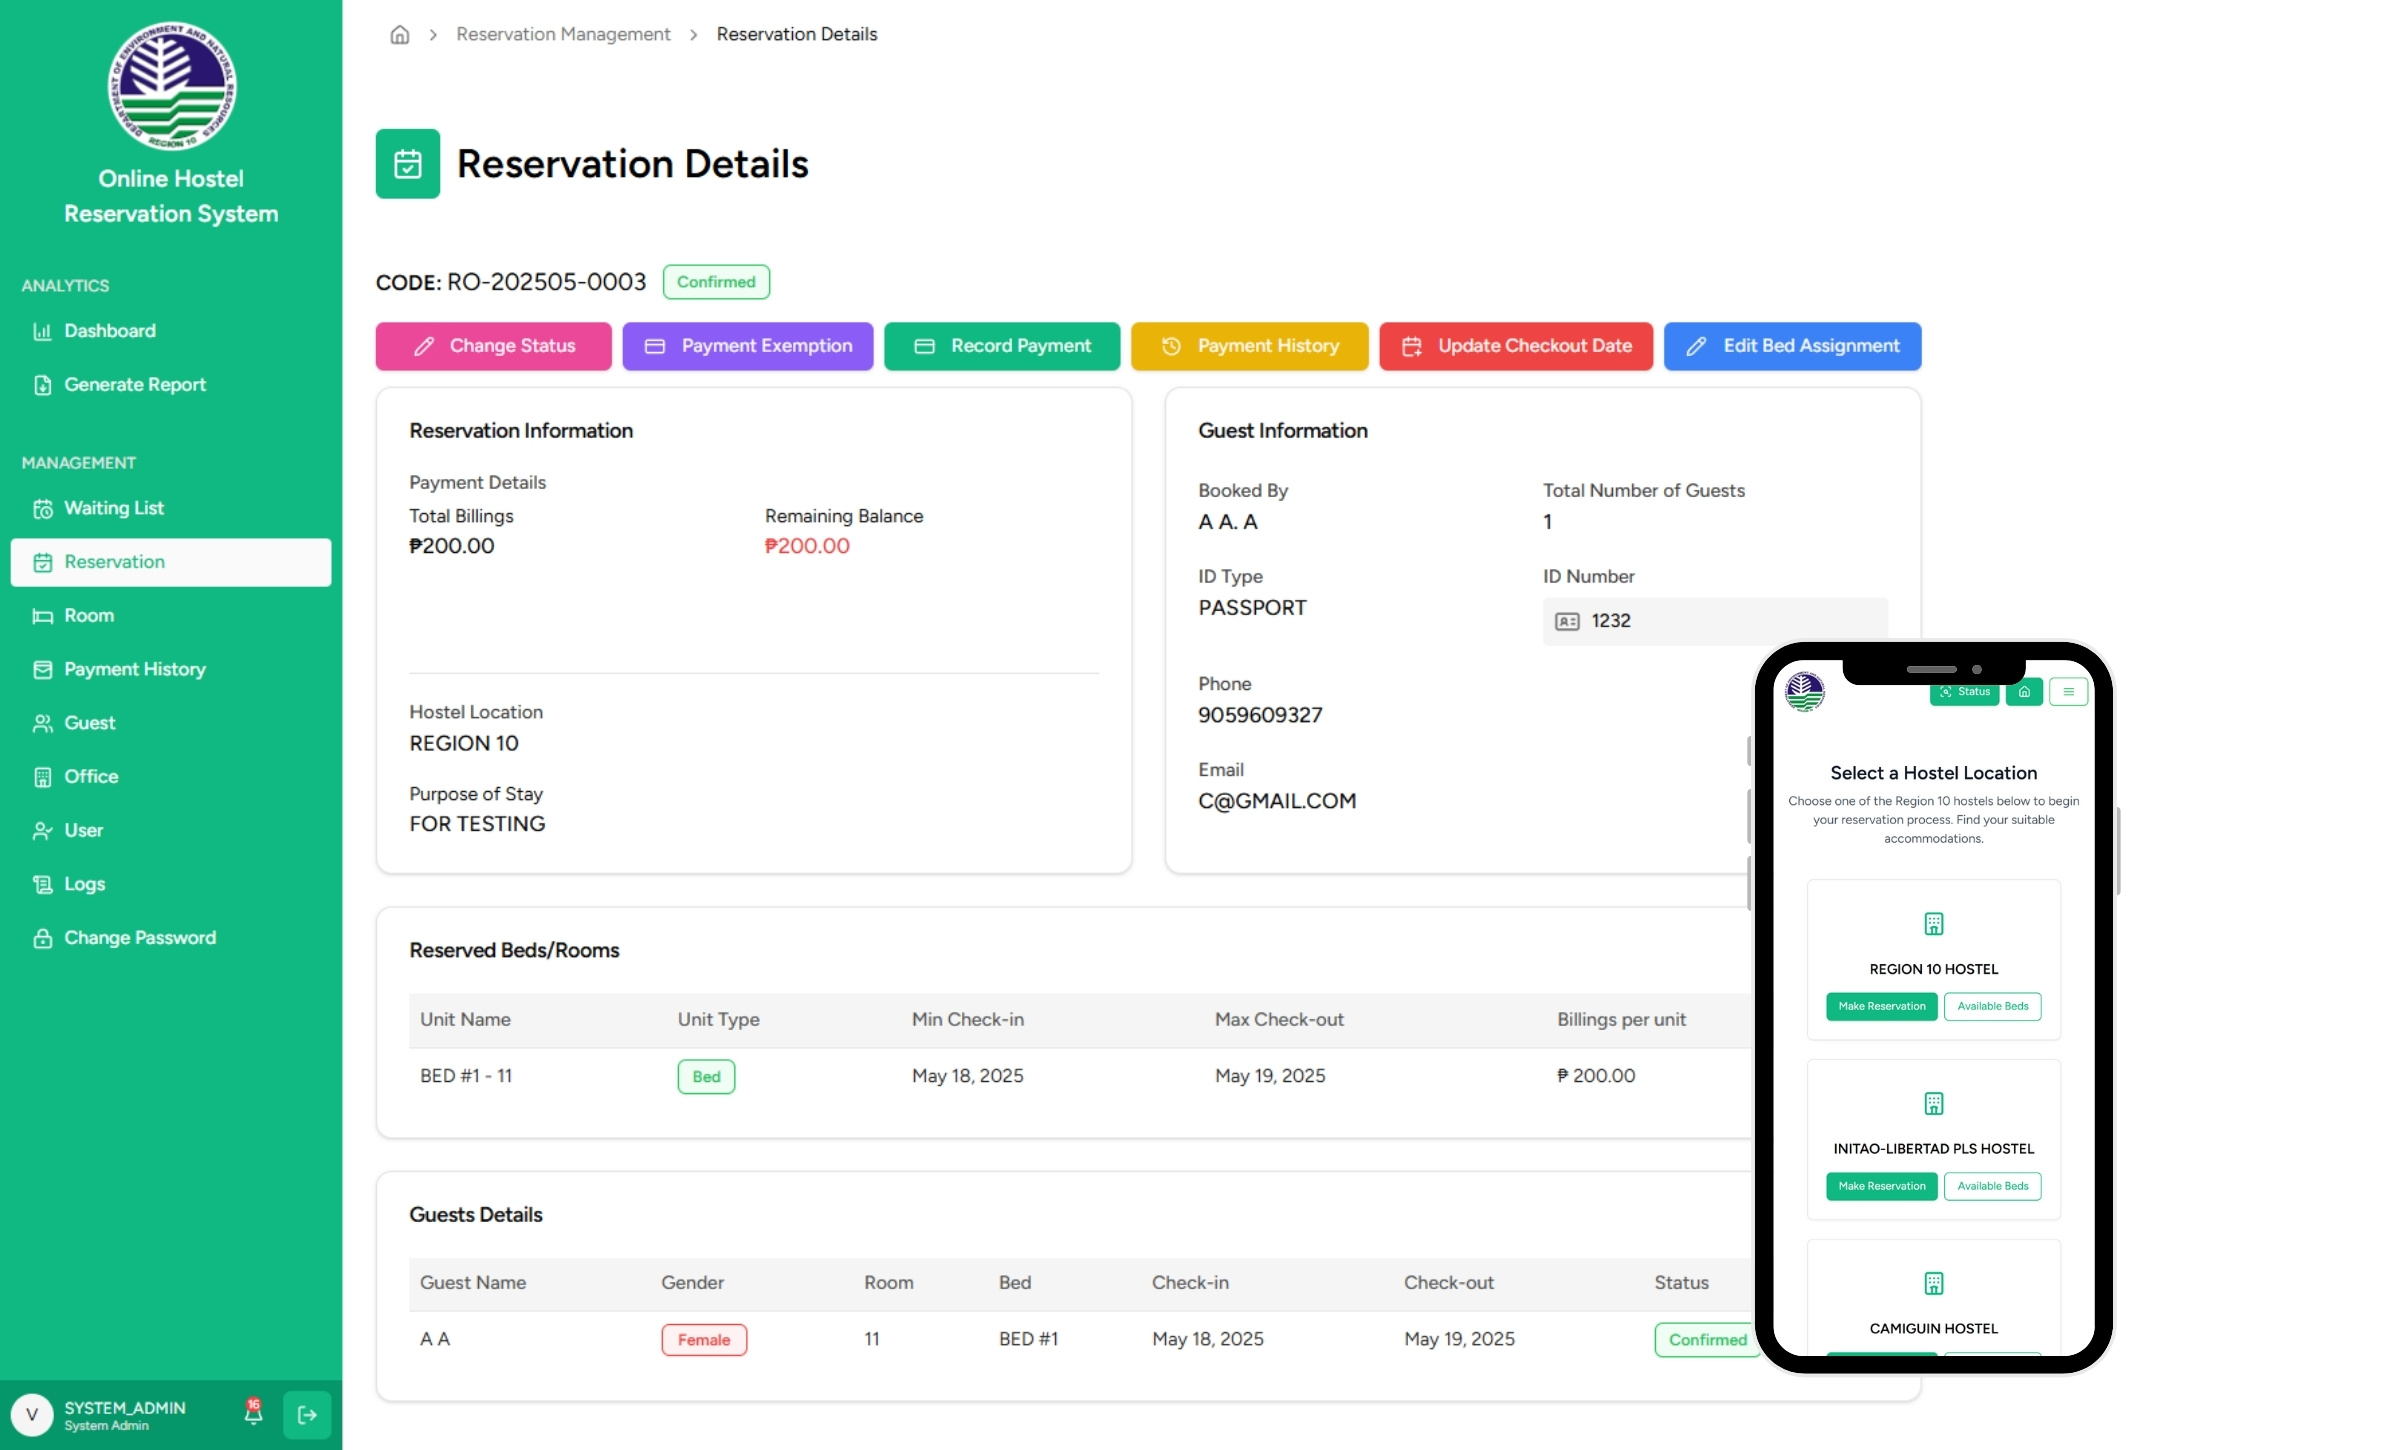 DEPARTMENT OF ENVIRONMENT AND NATURAL RESOURCES
REGION 10
Online Hostel
Reservation System
ANALYTICS
Dashboard
Generate Report
MANAGEMENT
Waiting List
Reservation
Room
Payment History
Guest
Office
User
Logs
Change Password
V
SYSTEM_ADMIN
System Admin
16
Reservation Management
Reservation Details
Reservation Details
CODE: RO-202505-0003 Confirmed
Change Status Payment Exemption Record Payment Payment History Update Checkout Date Edit Bed Assignment
Reservation Information
Payment Details
Total Billings Remaining Balance
₱200.00 ₱200.00
Hostel Location
REGION 10
Purpose of Stay
FOR TESTING
Guest Information
Booked By Total Number of Guests
A A. A 1
ID Type ID Number
PASSPORT 1232
Phone
9059609327
Email
C@GMAIL.COM
Reserved Beds/Rooms
Unit Name Unit Type Min Check-in Max Check-out Billings per unit
BED #1 - 11 Bed May 18, 2025 May 19, 2025 ₱ 200.00
Guests Details
Guest Name Gender Room Bed Check-in Check-out Status
A A Female 11 BED #1 May 18, 2025 May 19, 2025 Confirmed
Status
Select a Hostel Location
Choose one of the Region 10 hostels below to begin
your reservation process. Find your suitable
accommodations.
REGION 10 HOSTEL
Make Reservation Available Beds
INITAO-LIBERTAD PLS HOSTEL
Make Reservation Available Beds
CAMIGUIN HOSTEL